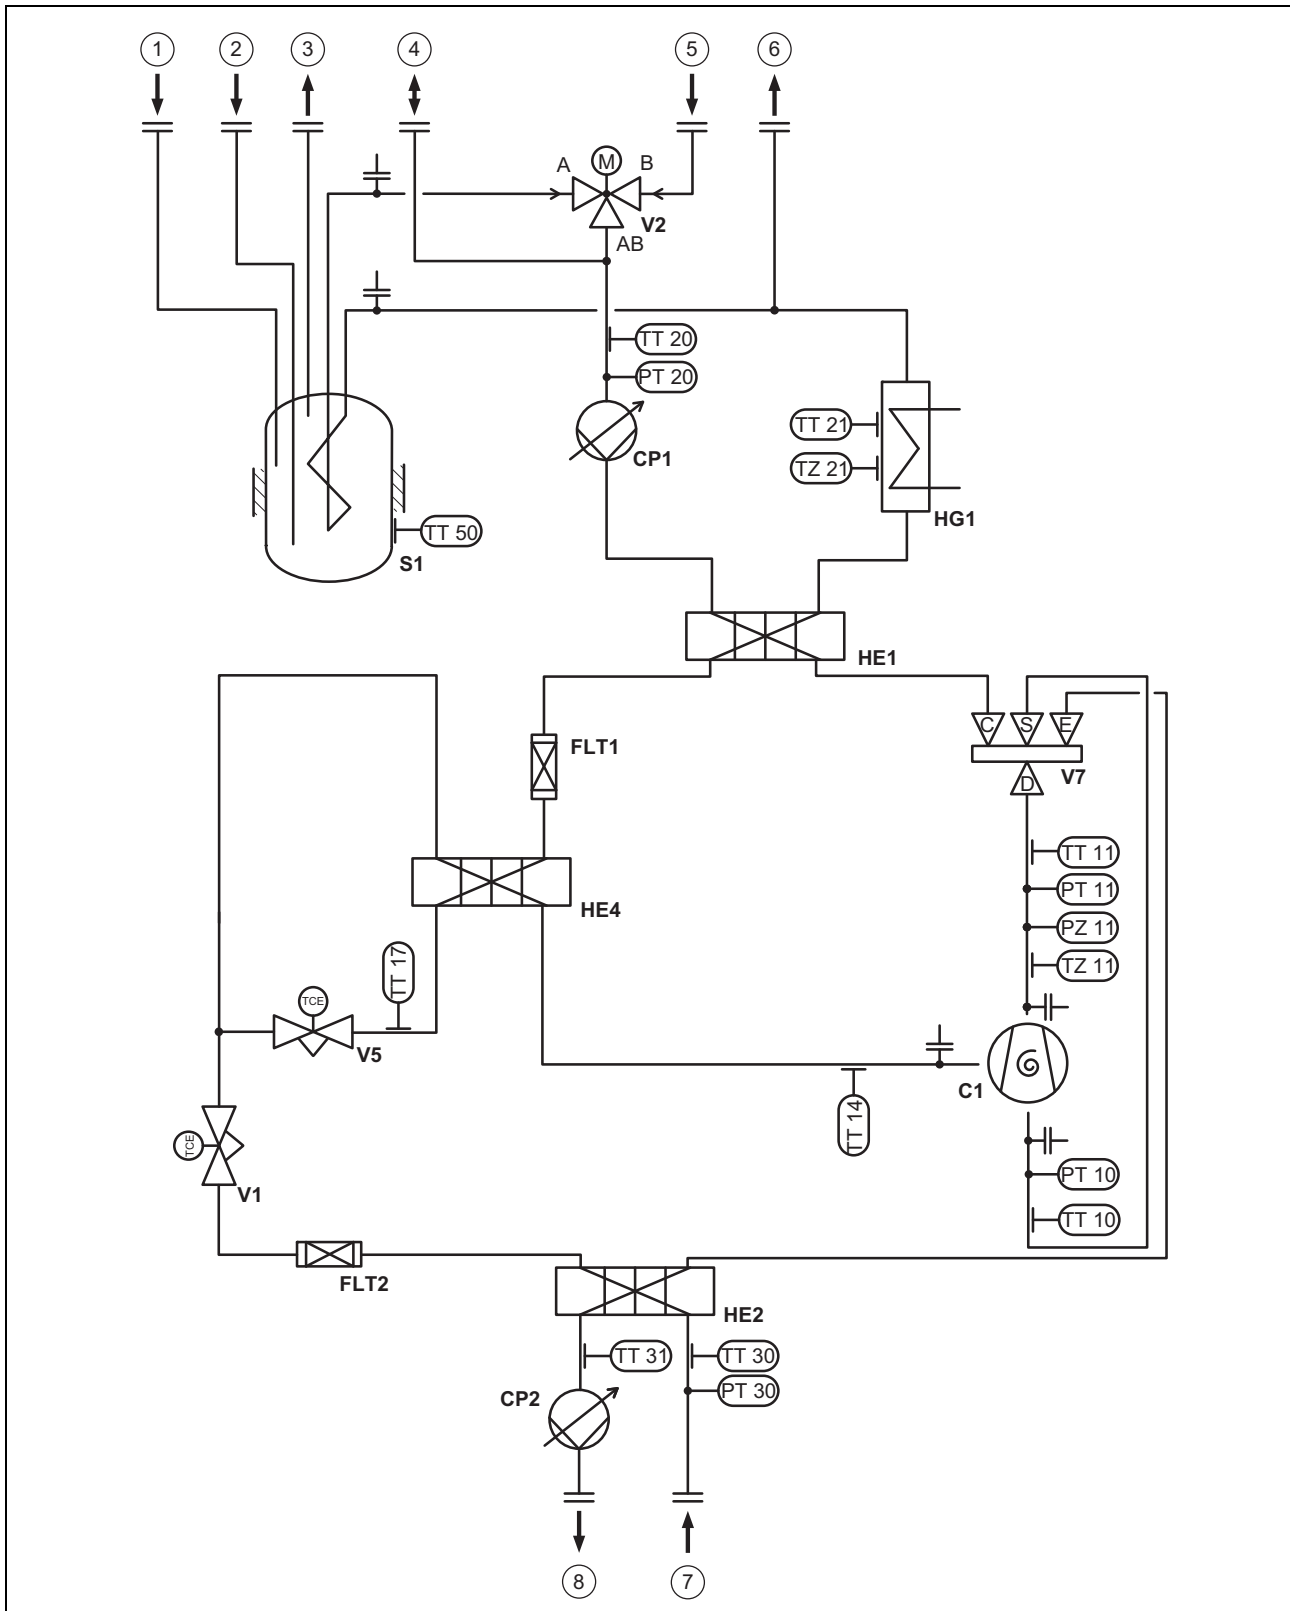 1 2 3 4 5 6
A M B
V2
AB
TT 20
PT 20
CP1
TT 21
TZ 21
HG1
TT 50
S1
HE1
C S E
V7
D
FLT1
TT 11
PT 11
PZ 11
TZ 11
HE4
TT 17
TCE
V5
C1
TT 14
TCE
V1
PT 10
TT 10
FLT2
HE2
TT 31
TT 30
PT 30
CP2
8 7